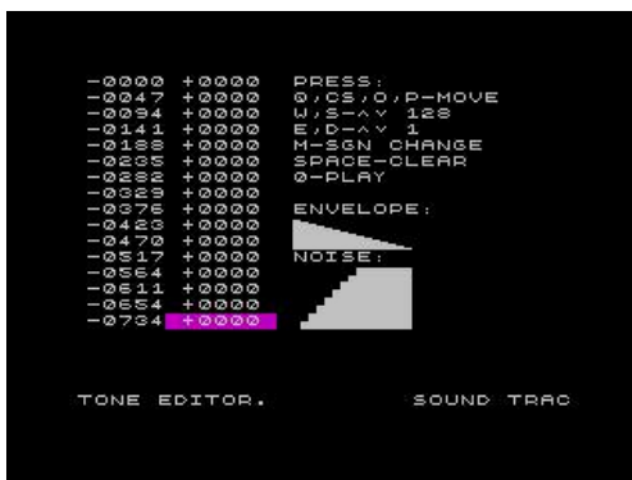 -0000 +0000 PRESS:
-0047 +0000 Q,CS,O,P-MOVE
-0094 +0000 W,S-^v 128
-0141 +0000 E,D-^v 1
-0188 +0000 M-SGN CHANGE
-0235 +0000 SPACE-CLEAR
-0282 +0000 0-PLAY
-0329 +0000
-0376 +0000 ENVELOPE:
-0423 +0000
-0470 +0000
-0517 +0000 NOISE:
-0564 +0000
-0611 +0000
-0654 +0000
-0734 +0000
TONE EDITOR. SOUND TRAC